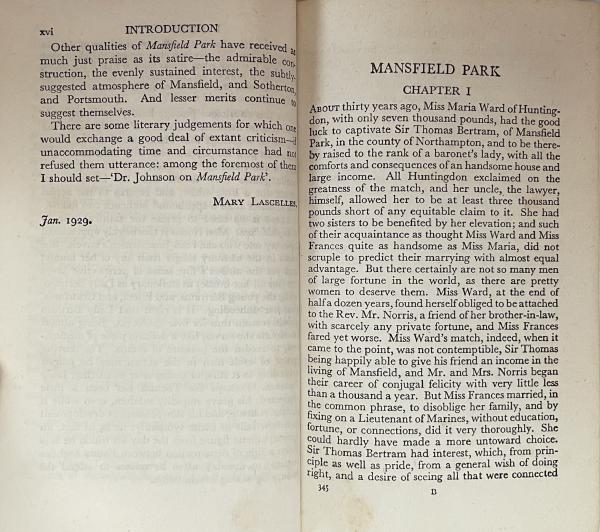 xvi INTRODUCTION
Other qualities of Mansfield Park have received as
much just praise as its satire—the admirable con-
struction, the evenly sustained interest, the subtly-
suggested atmosphere of Mansfield, and Sotherton,
and Portsmouth. And lesser merits continue to
suggest themselves.
There are some literary judgements for which one
would exchange a good deal of extant criticism—if
unaccommodating time and circumstance had not
refused them utterance: among the foremost of them
I should set—‘Dr. Johnson on Mansfield Park’.
MARY LASCELLES.
Jan. 1929.
MANSFIELD PARK
CHAPTER I
ABOUT thirty years ago, Miss Maria Ward of Hunting-
don, with only seven thousand pounds, had the good
luck to captivate Sir Thomas Bertram, of Mansfield
Park, in the county of Northampton, and to be there-
by raised to the rank of a baronet's lady, with all the
comforts and consequences of an handsome house and
large income. All Huntingdon exclaimed on the
greatness of the match, and her uncle, the lawyer,
himself, allowed her to be at least three thousand
pounds short of any equitable claim to it. She had
two sisters to be benefited by her elevation; and such
of their acquaintance as thought Miss Ward and Miss
Frances quite as handsome as Miss Maria, did not
scruple to predict their marrying with almost equal
advantage. But there certainly are not so many men
of large fortune in the world, as there are pretty
women to deserve them. Miss Ward, at the end of
half a dozen years, found herself obliged to be attached
to the Rev. Mr. Norris, a friend of her brother-in-law,
with scarcely any private fortune, and Miss Frances
fared yet worse. Miss Ward's match, indeed, when it
came to the point, was not contemptible, Sir Thomas
being happily able to give his friend an income in the
living of Mansfield, and Mr. and Mrs. Norris began
their career of conjugal felicity with very little less
than a thousand a year. But Miss Frances married, in
the common phrase, to disoblige her family, and by
fixing on a Lieutenant of Marines, without education,
fortune, or connections, did it very thoroughly. She
could hardly have made a more untoward choice.
Sir Thomas Bertram had interest, which, from prin-
ciple as well as pride, from a general wish of doing
right, and a desire of seeing all that were connected
345 B